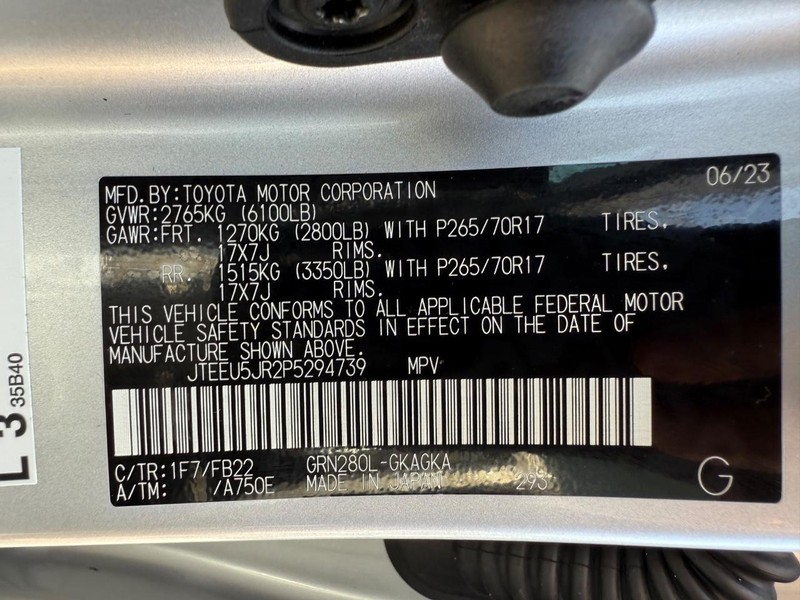 06/23
MFD.BY:TOYOTA MOTOR CORPORATION
GVWR:2765KG (6100LB)
GAWR:FRT. 1270KG (2800LB) WITH P265/70R17 TIRES.
17X7J RIMS.
RR. 1515KG (3350LB) WITH P265/70R17 TIRES.
17X7J RIMS.
THIS VEHICLE CONFORMS TO ALL APPLICABLE FEDERAL MOTOR
VEHICLE SAFETY STANDARDS IN EFFECT ON THE DATE OF
MANUFACTURE SHOWN ABOVE.
JTEEU5JR2P5294739 MPV
C/TR:1F7/FB22 GRN280L-GKAGKA
A/TM: /A750E MADE IN JAPAN 293
G
L 3
35B40